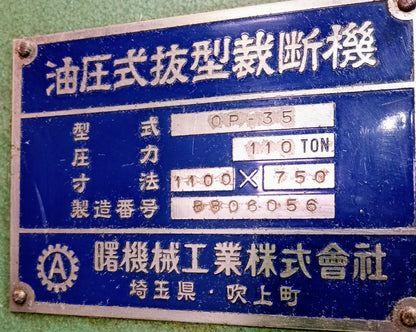 油圧式抜型裁断機
型式 OP-35
圧力 110 TON
寸法 1100 × 750
製造番号 8806056
A 曙機械工業株式會社
埼玉県・吹上町